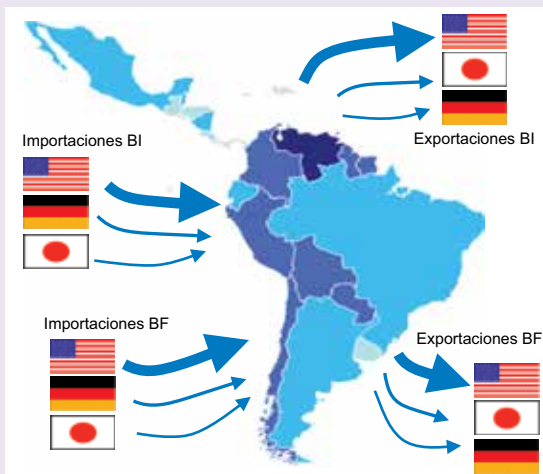 Importaciones BI
Exportaciones BI
Importaciones BF
Exportaciones BF